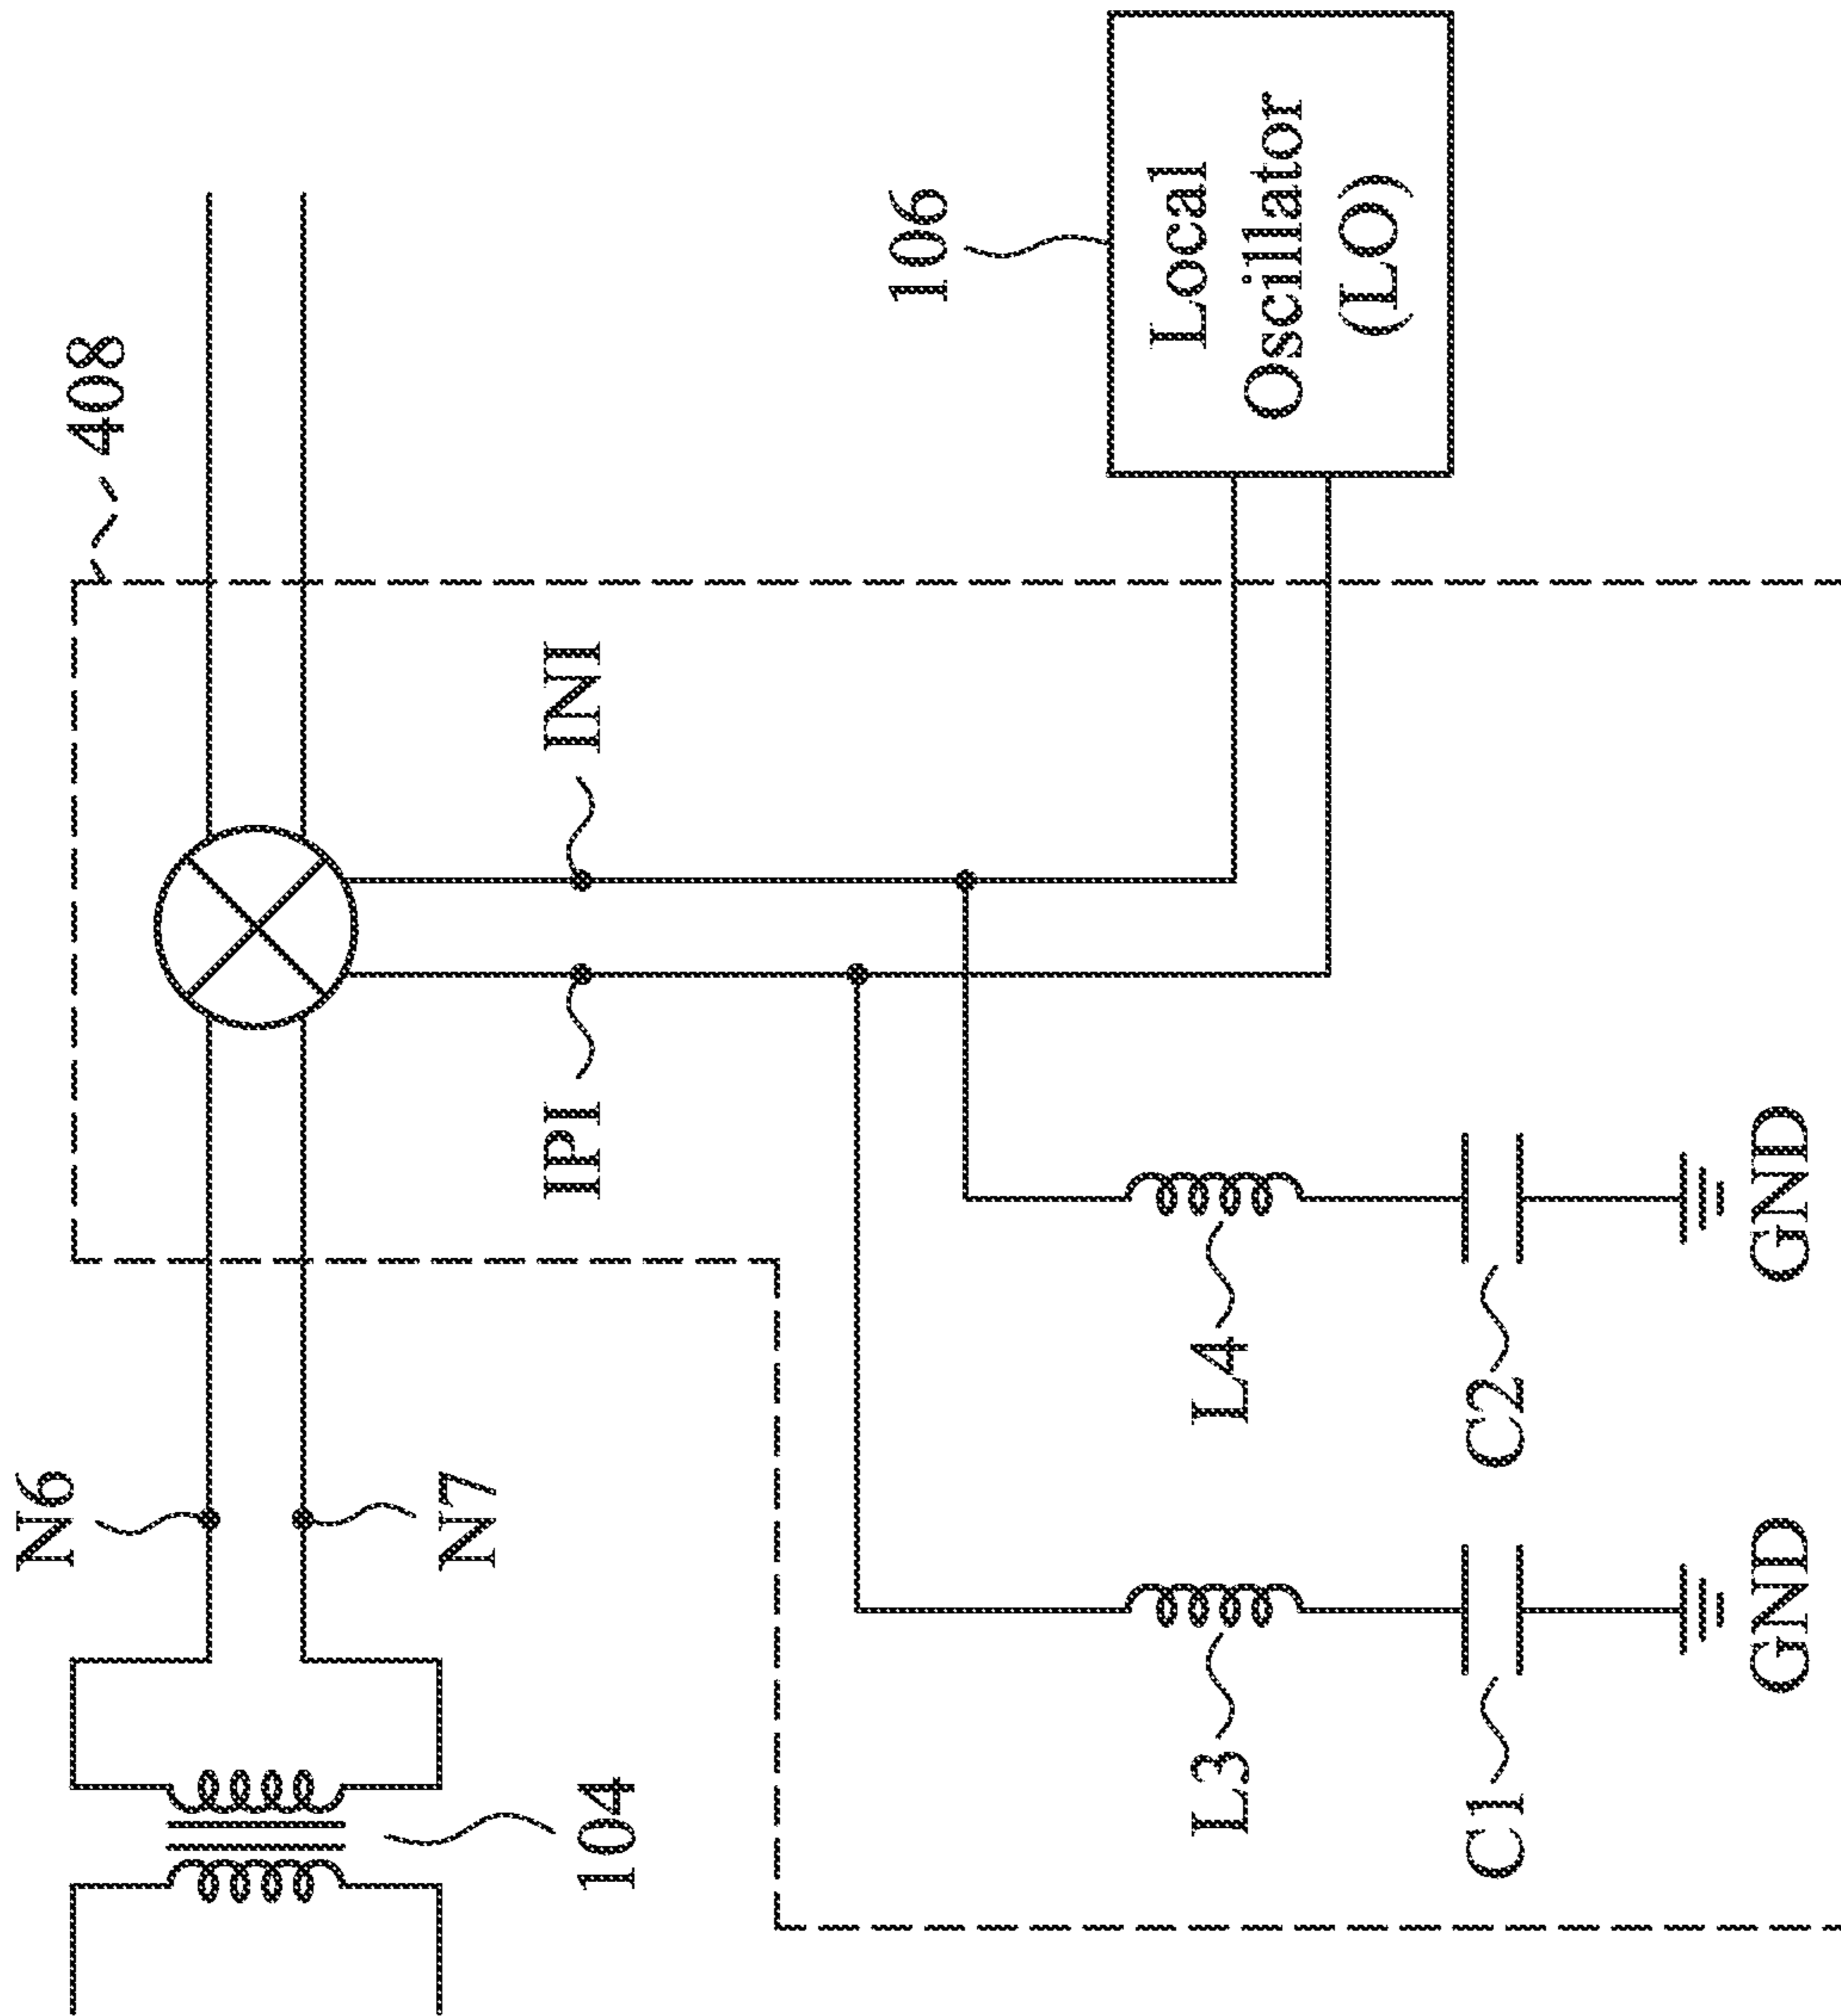 N6
N7
104
408
IPI
INI
106
Local
Oscillator
(LO)
L3
L4
C1
C2
GND
GND